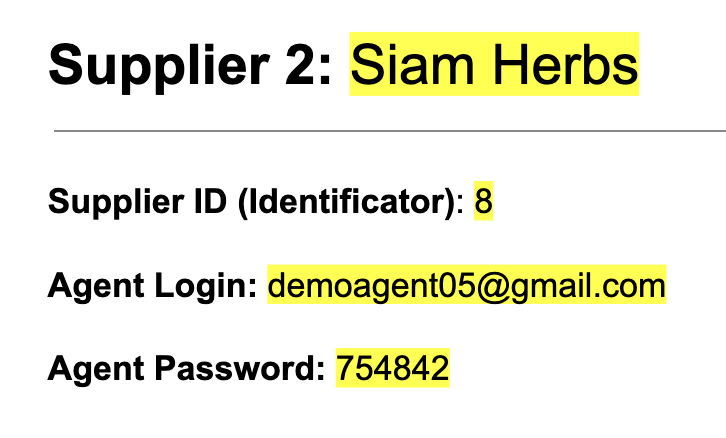 Supplier 2: Siam Herbs
Supplier ID (Identificator): 8
Agent Login: demoagent05@gmail.com
Agent Password: 754842